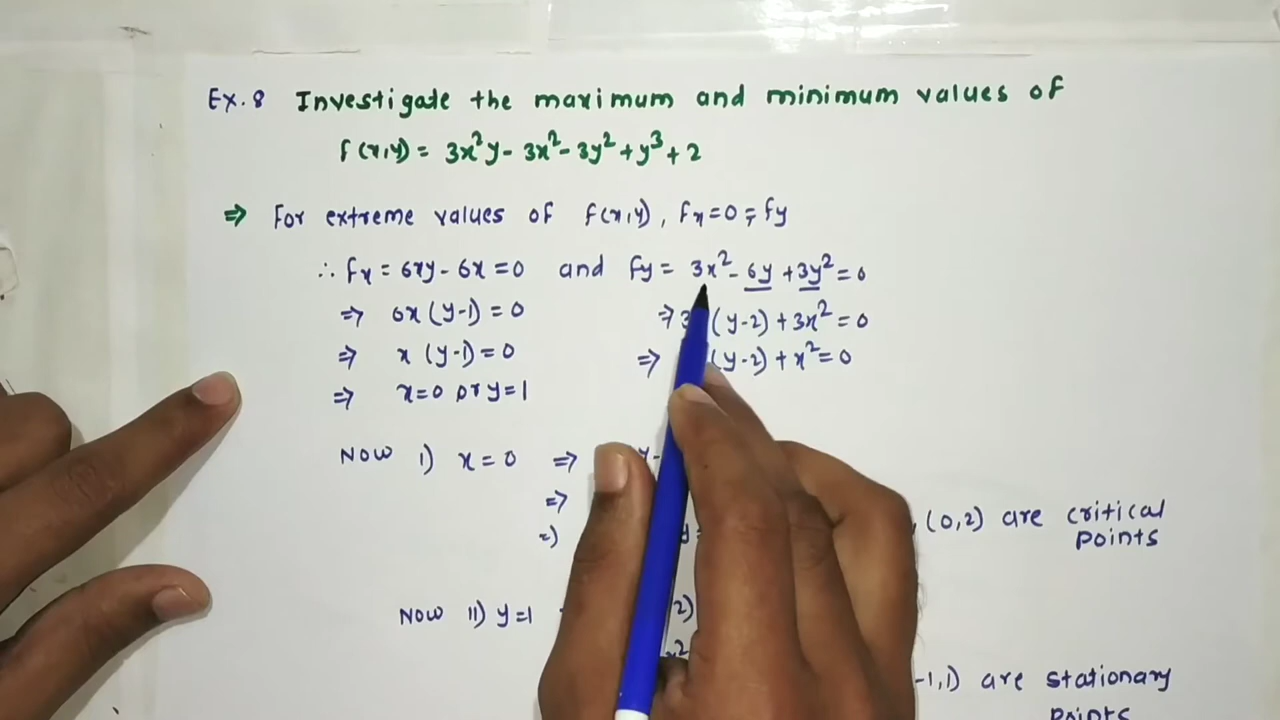 Ex. 8 Investigate the maximum and minimum values of
f(x,y) = 3x²y - 3x² - 3y² + y³ + 2
⇒ For extreme values of f(x,y), fx = 0 = fy
∴ fx = 6xy - 6x = 0 and fy = 3x² - 6y + 3y² = 0
⇒ 6x (y-1) = 0 ⇒ 3 (y-2) + 3x² = 0
⇒ x (y-1) = 0 ⇒ (y-2) + x² = 0
⇒ x=0 or y=1
NOW i) x = 0 ⇒ y-
⇒
=) , (0,2) are critical
points
NOW ii) y=1 2)
x²
-1,1) are stationary
points